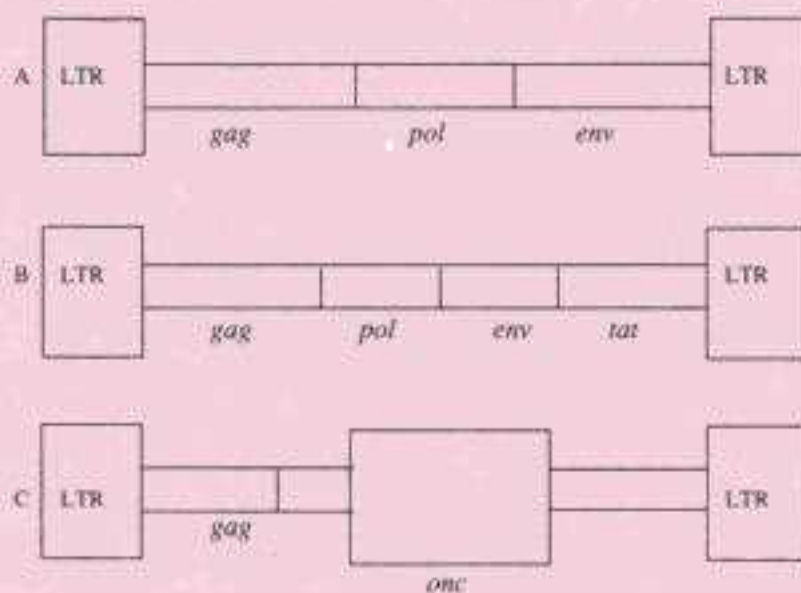 A LTR LTR
gag pol env
B LTR LTR
gag pol env tat
C LTR LTR
gag
onc